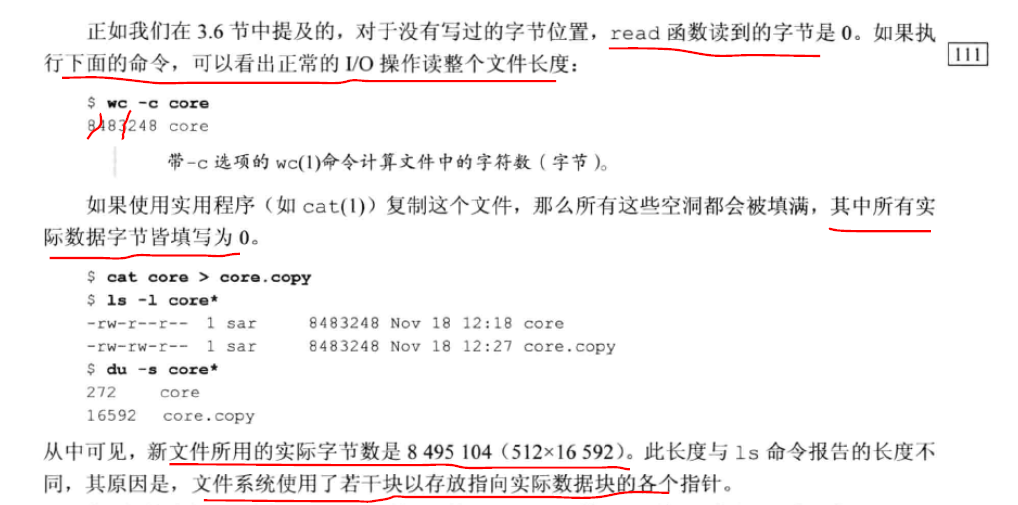 正如我们在 3.6 节中提及的，对于没有写过的字节位置，read 函数读到的字节是 0。如果执
行下面的命令，可以看出正常的 I/O 操作读整个文件长度：
111
$ wc -c core
8483248 core
带-c 选项的 wc(1)命令计算文件中的字符数（字节）。
如果使用实用程序（如 cat(1)）复制这个文件，那么所有这些空洞都会被填满，其中所有实
际数据字节皆填写为 0。
$ cat core > core.copy
$ ls -l core*
-rw-r--r-- 1 sar 8483248 Nov 18 12:18 core
-rw-rw-r-- 1 sar 8483248 Nov 18 12:27 core.copy
$ du -s core*
272 core
16592 core.copy
从中可见，新文件所用的实际字节数是 8 495 104（512×16 592）。此长度与 ls 命令报告的长度不
同，其原因是，文件系统使用了若干块以存放指向实际数据块的各个指针。